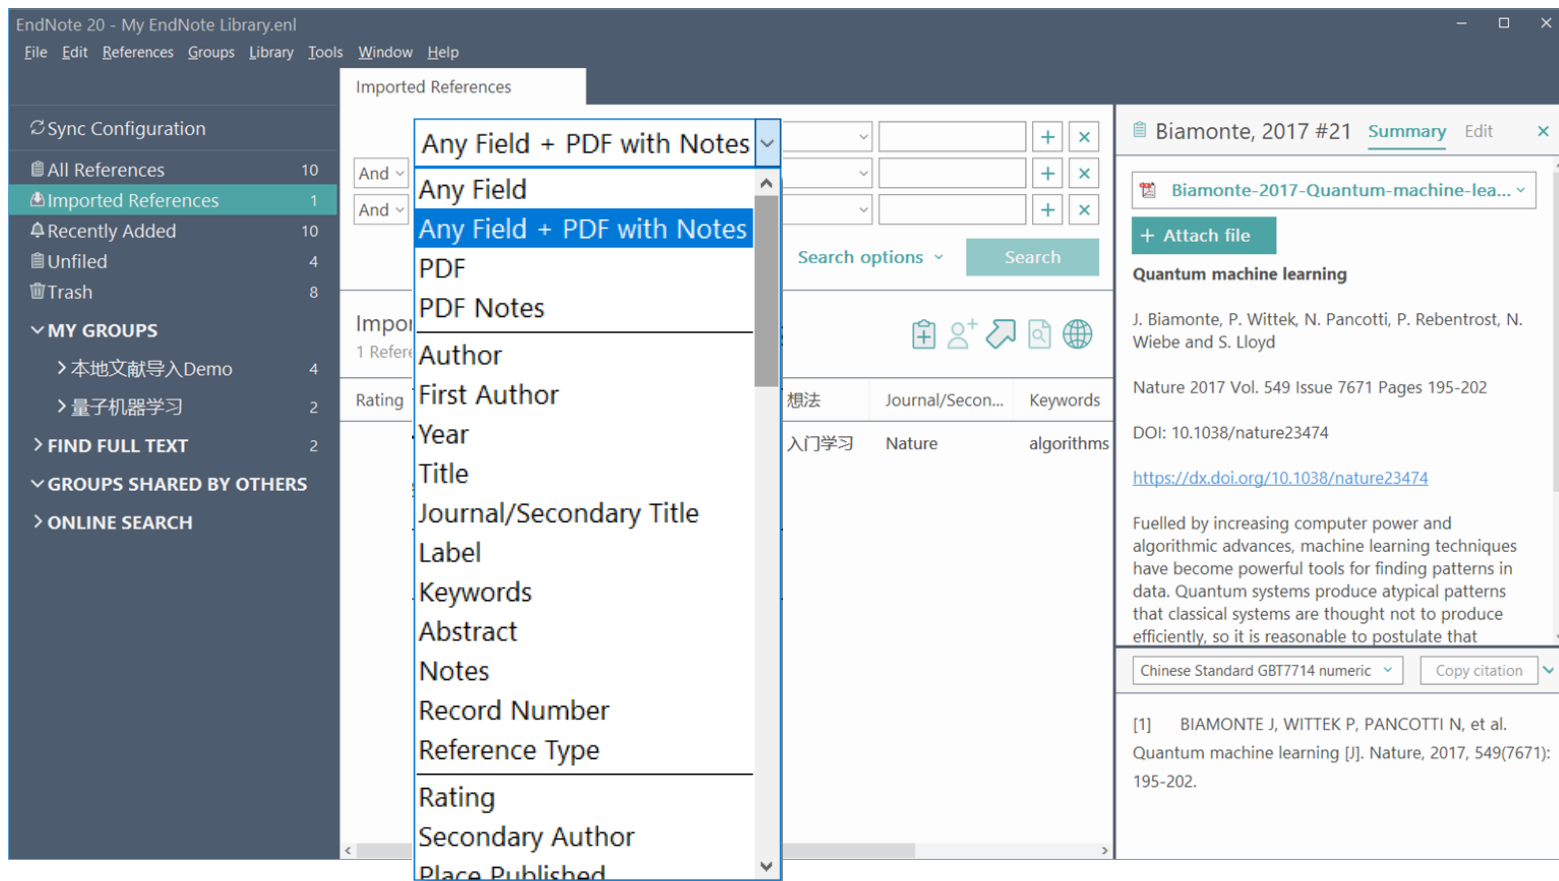 EndNote 20 - My EndNote Library.enl
File Edit References Groups Library Tools Window Help
Sync Configuration
All References 10
Imported References 1
Recently Added 10
Unfiled 4
Trash 8
MY GROUPS
本地文献导入Demo 4
量子机器学习 2
FIND FULL TEXT 2
GROUPS SHARED BY OTHERS
ONLINE SEARCH
Imported References
And
And
Any Field + PDF with Notes
Any Field
Any Field + PDF with Notes
PDF
PDF Notes
Author
First Author
Year
Title
Journal/Secondary Title
Label
Keywords
Abstract
Notes
Record Number
Reference Type
Rating
Secondary Author
Place Published
Search options Search
Impor
1 Refere
Rating 想法 Journal/Secon... Keywords
入门学习 Nature algorithms
Biamonte, 2017 #21 Summary Edit
Biamonte-2017-Quantum-machine-lea...
+ Attach file
Quantum machine learning
J. Biamonte, P. Wittek, N. Pancotti, P. Rebentrost, N.
Wiebe and S. Lloyd
Nature 2017 Vol. 549 Issue 7671 Pages 195-202
DOI: 10.1038/nature23474
https://dx.doi.org/10.1038/nature23474
Fuelled by increasing computer power and
algorithmic advances, machine learning techniques
have become powerful tools for finding patterns in
data. Quantum systems produce atypical patterns
that classical systems are thought not to produce
efficiently, so it is reasonable to postulate that
Chinese Standard GBT7714 numeric Copy citation
[1] BIAMONTE J, WITTEK P, PANCOTTI N, et al.
Quantum machine learning [J]. Nature, 2017, 549(7671):
195-202.